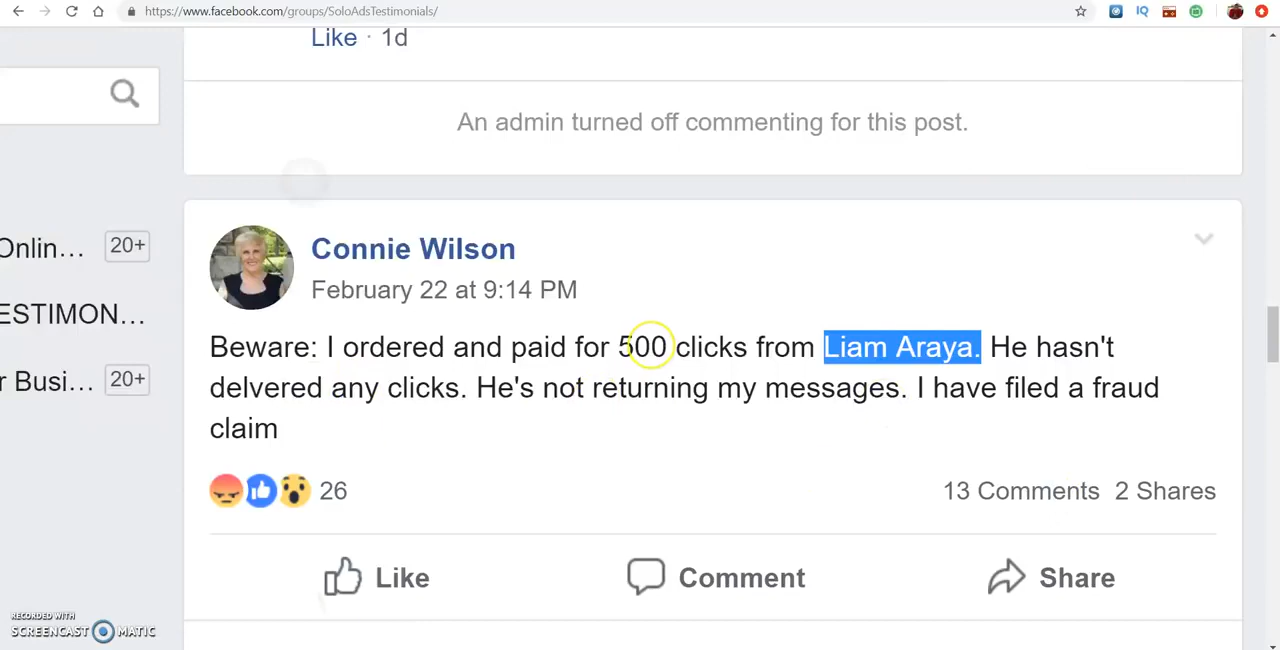 https://www.facebook.com/groups/SoloAdsTestimonials/
IQ
Like · 1d
An admin turned off commenting for this post.
Onlin... 20+
ESTIMON...
r Busi... 20+
Connie Wilson
February 22 at 9:14 PM
Beware: I ordered and paid for 500 clicks from Liam Araya. He hasn't
delvered any clicks. He's not returning my messages. I have filed a fraud
claim
26
13 Comments 2 Shares
Like Comment Share
RECORDED WITH
SCREENCAST MATIC